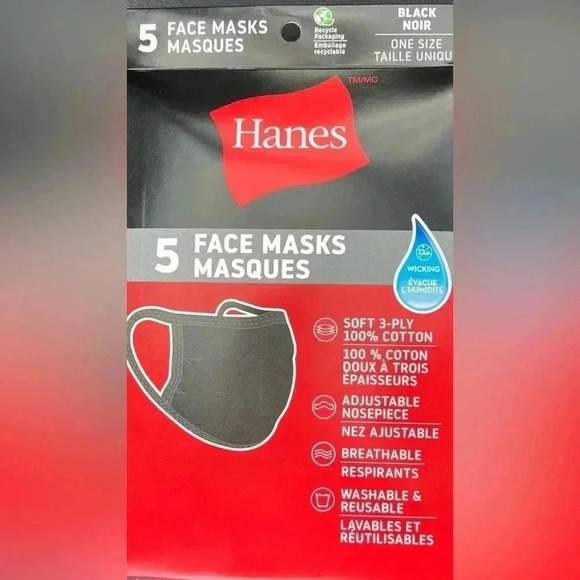 5 FACE MASKS
MASQUES
Recycle
Packaging
Emballage
recyclable
BLACK
NOIR
ONE SIZE
TAILLE UNIQU
TM/MC
Hanes
5 FACE MASKS
MASQUES
WICKING
ÉVACUE
L'HUMIDITÉ
SOFT 3-PLY
100% COTTON
100 % COTON
DOUX À TROIS
ÉPAISSEURS
ADJUSTABLE
NOSEPIECE
NEZ AJUSTABLE
BREATHABLE
RESPIRANTS
WASHABLE &
REUSABLE
LAVABLES ET
RÉUTILISABLES